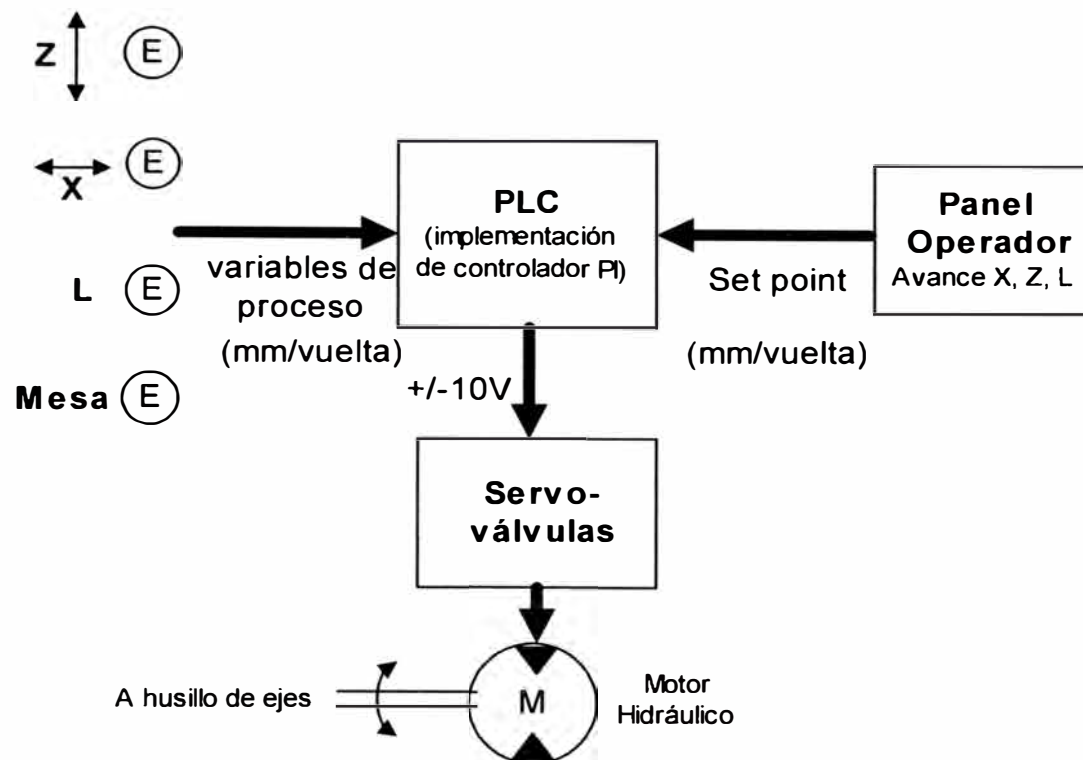 Z
E
E
X
L
E
Mesa
E
variables de
proceso
(mm/vuelta)
PLC
(implementación
de controlador PI)
Set point
(mm/vuelta)
Panel
Operador
Avance X, Z, L
+/-10V
Servo-
válvulas
A husillo de ejes
M
Motor
Hidráulico